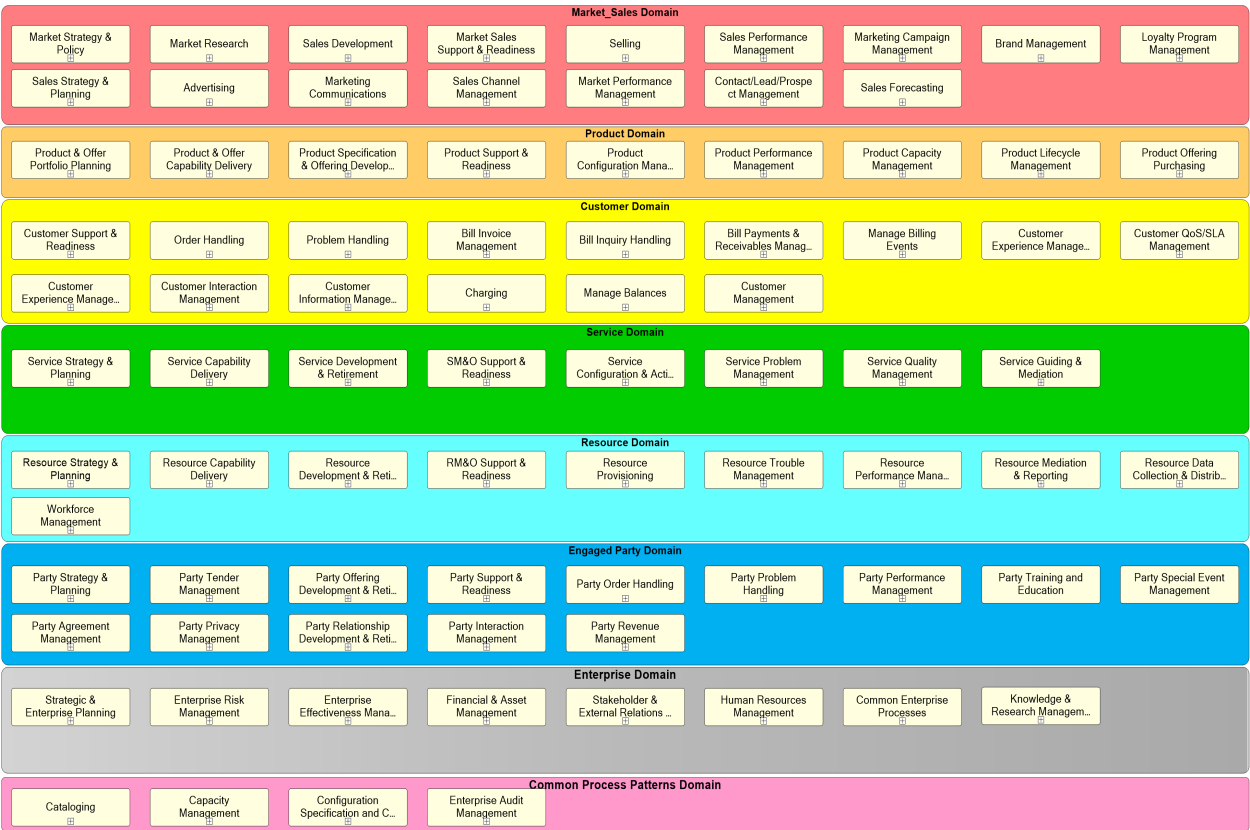 Market_Sales Domain
Market Strategy &
Policy
Market Research
Sales Development
Market Sales
Support & Readiness
Selling
Sales Performance
Management
Marketing Campaign
Management
Brand Management
Loyalty Program
Management
Sales Strategy &
Planning
Advertising
Marketing
Communications
Sales Channel
Management
Market Performance
Management
Contact/Lead/Prospe
ct Management
Sales Forecasting
Product Domain
Product & Offer
Portfolio Planning
Product & Offer
Capability Delivery
Product Specification
& Offering Develop...
Product Support &
Readiness
Product
Configuration Mana...
Product Performance
Management
Product Capacity
Management
Product Lifecycle
Management
Product Offering
Purchasing
Customer Domain
Customer Support &
Readiness
Order Handling
Problem Handling
Bill Invoice
Management
Bill Inquiry Handling
Bill Payments &
Receivables Manag...
Manage Billing
Events
Customer
Experience Manage...
Customer QoS/SLA
Management
Customer
Experience Manage...
Customer Interaction
Management
Customer
Information Manage...
Charging
Manage Balances
Customer
Management
Service Domain
Service Strategy &
Planning
Service Capability
Delivery
Service Development
& Retirement
SM&O Support &
Readiness
Service
Configuration & Acti...
Service Problem
Management
Service Quality
Management
Service Guiding &
Mediation
Resource Domain
Resource Strategy &
Planning
Resource Capability
Delivery
Resource
Development & Reti...
RM&O Support &
Readiness
Resource
Provisioning
Resource Trouble
Management
Resource
Performance Mana...
Resource Mediation
& Reporting
Resource Data
Collection & Distrib...
Workforce
Management
Engaged Party Domain
Party Strategy &
Planning
Party Tender
Management
Party Offering
Development & Reti...
Party Support &
Readiness
Party Order Handling
Party Problem
Handling
Party Performance
Management
Party Training and
Education
Party Special Event
Management
Party Agreement
Management
Party Privacy
Management
Party Relationship
Development & Reti...
Party Interaction
Management
Party Revenue
Management
Enterprise Domain
Strategic &
Enterprise Planning
Enterprise Risk
Management
Enterprise
Effectiveness Mana...
Financial & Asset
Management
Stakeholder &
External Relations ...
Human Resources
Management
Common Enterprise
Processes
Knowledge &
Research Managem...
Common Process Patterns Domain
Cataloging
Capacity
Management
Configuration
Specification and C...
Enterprise Audit
Management